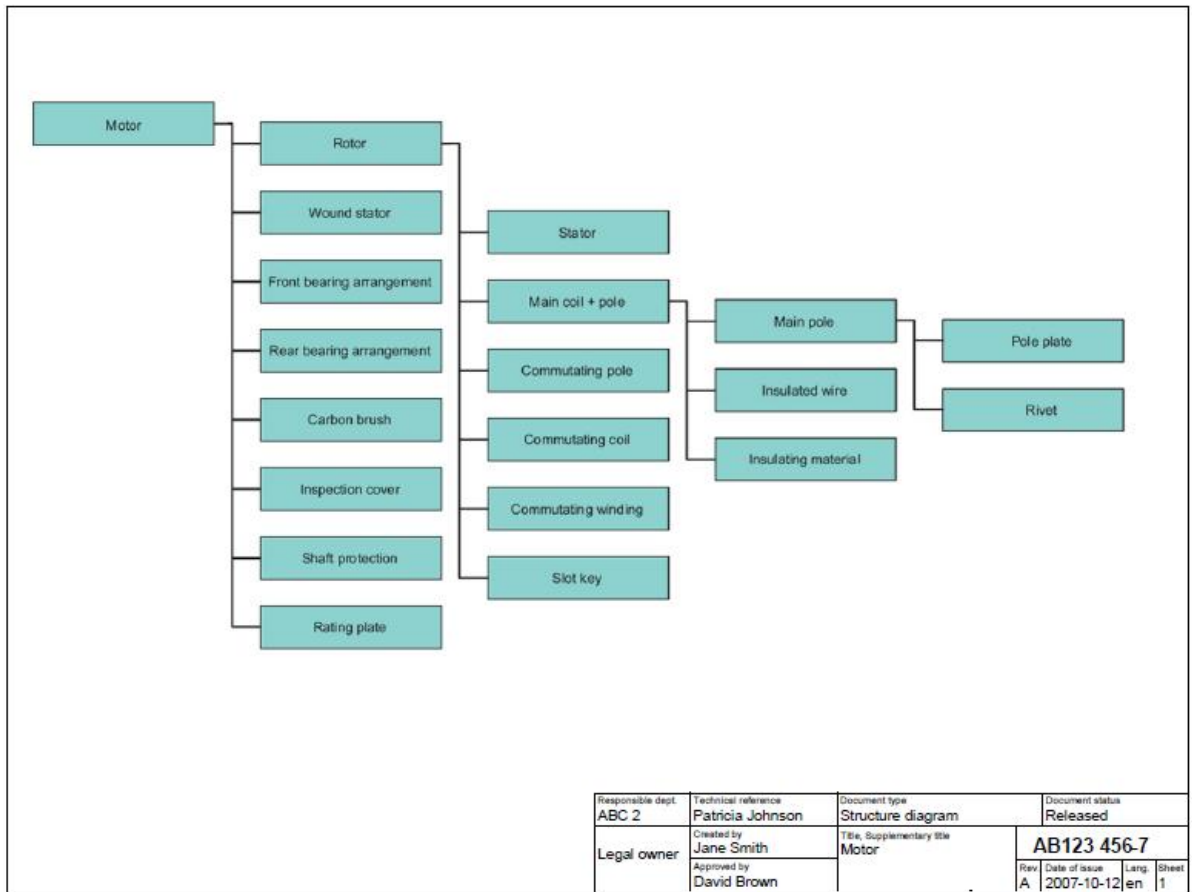 Motor
Rotor
Wound stator
Front bearing arrangement
Rear bearing arrangement
Carbon brush
Inspection cover
Shaft protection
Rating plate
Stator
Main coil + pole
Commutating pole
Commutating coil
Commutating winding
Slot key
Main pole
Insulated wire
Insulating material
Pole plate
Rivet
Responsible dept.
ABC 2
Technical reference
Patricia Johnson
Document type
Structure diagram
Document status
Released
Legal owner
Created by
Jane Smith
Approved by
David Brown
Title, Supplementary title
Motor
AB123 456-7
Rev.
A
Date of issue
2007-10-12
Lang.
en
Sheet
1